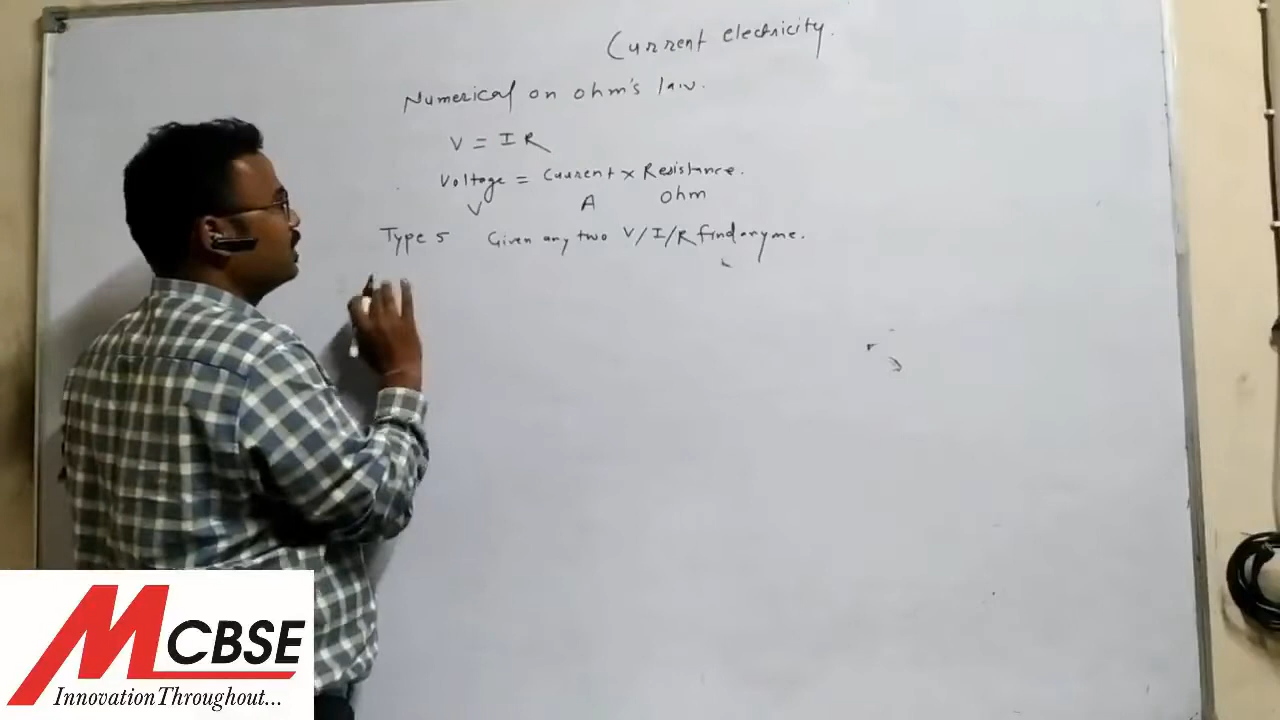 Current electricity.
Numerical on ohm's law.
V = IR
Voltage = Current × Resistance.
V A ohm
Type 5 Given any two V/I/R find anyone.
MCBSE
Innovation Throughout...